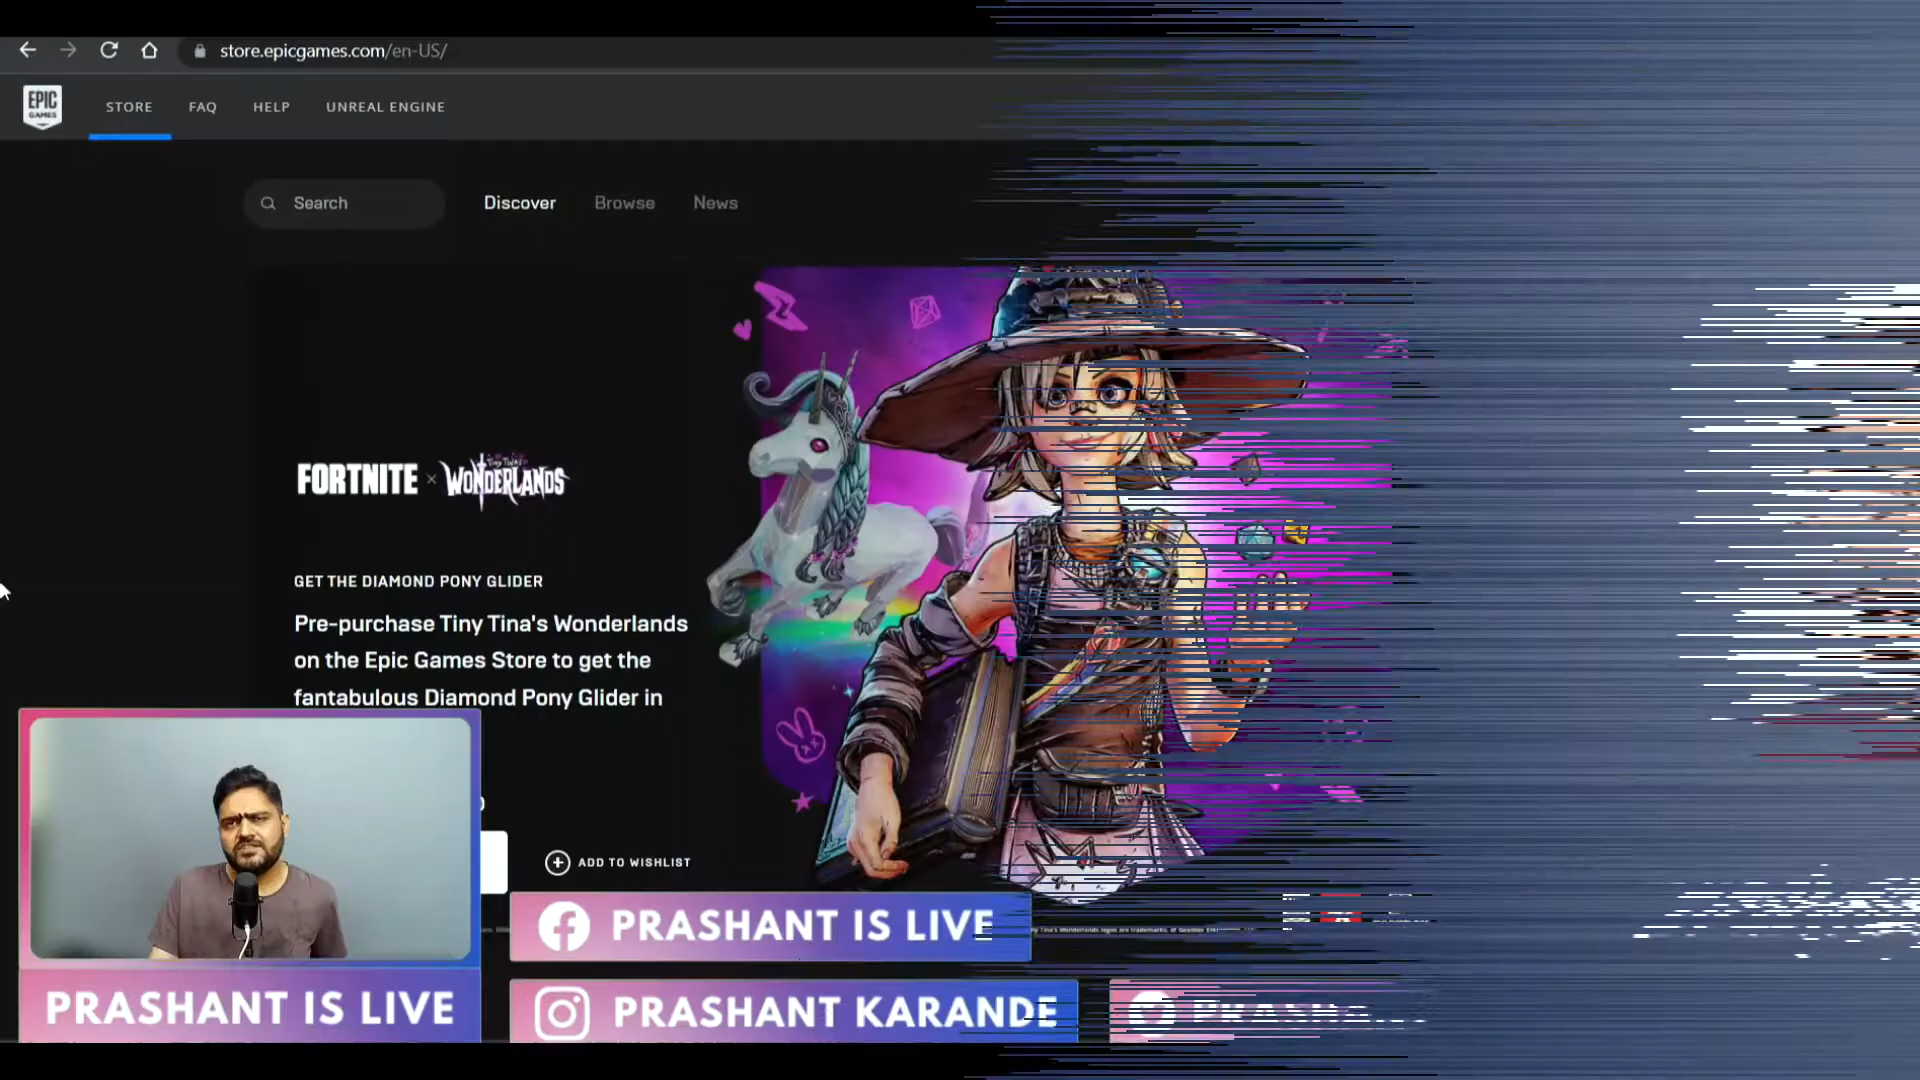 store.epicgames.com/en-US/
EPIC
GAMES
STORE FAQ HELP UNREAL ENGINE
Search Discover Browse News
FORTNITE × Tiny Tina's WONDERLANDS
GET THE DIAMOND PONY GLIDER
Pre-purchase Tiny Tina's Wonderlands
on the Epic Games Store to get the
fantabulous Diamond Pony Glider in
ADD TO WISHLIST
PRASHANT IS LIVE
PRASHANT IS LIVE
PRASHANT KARANDE